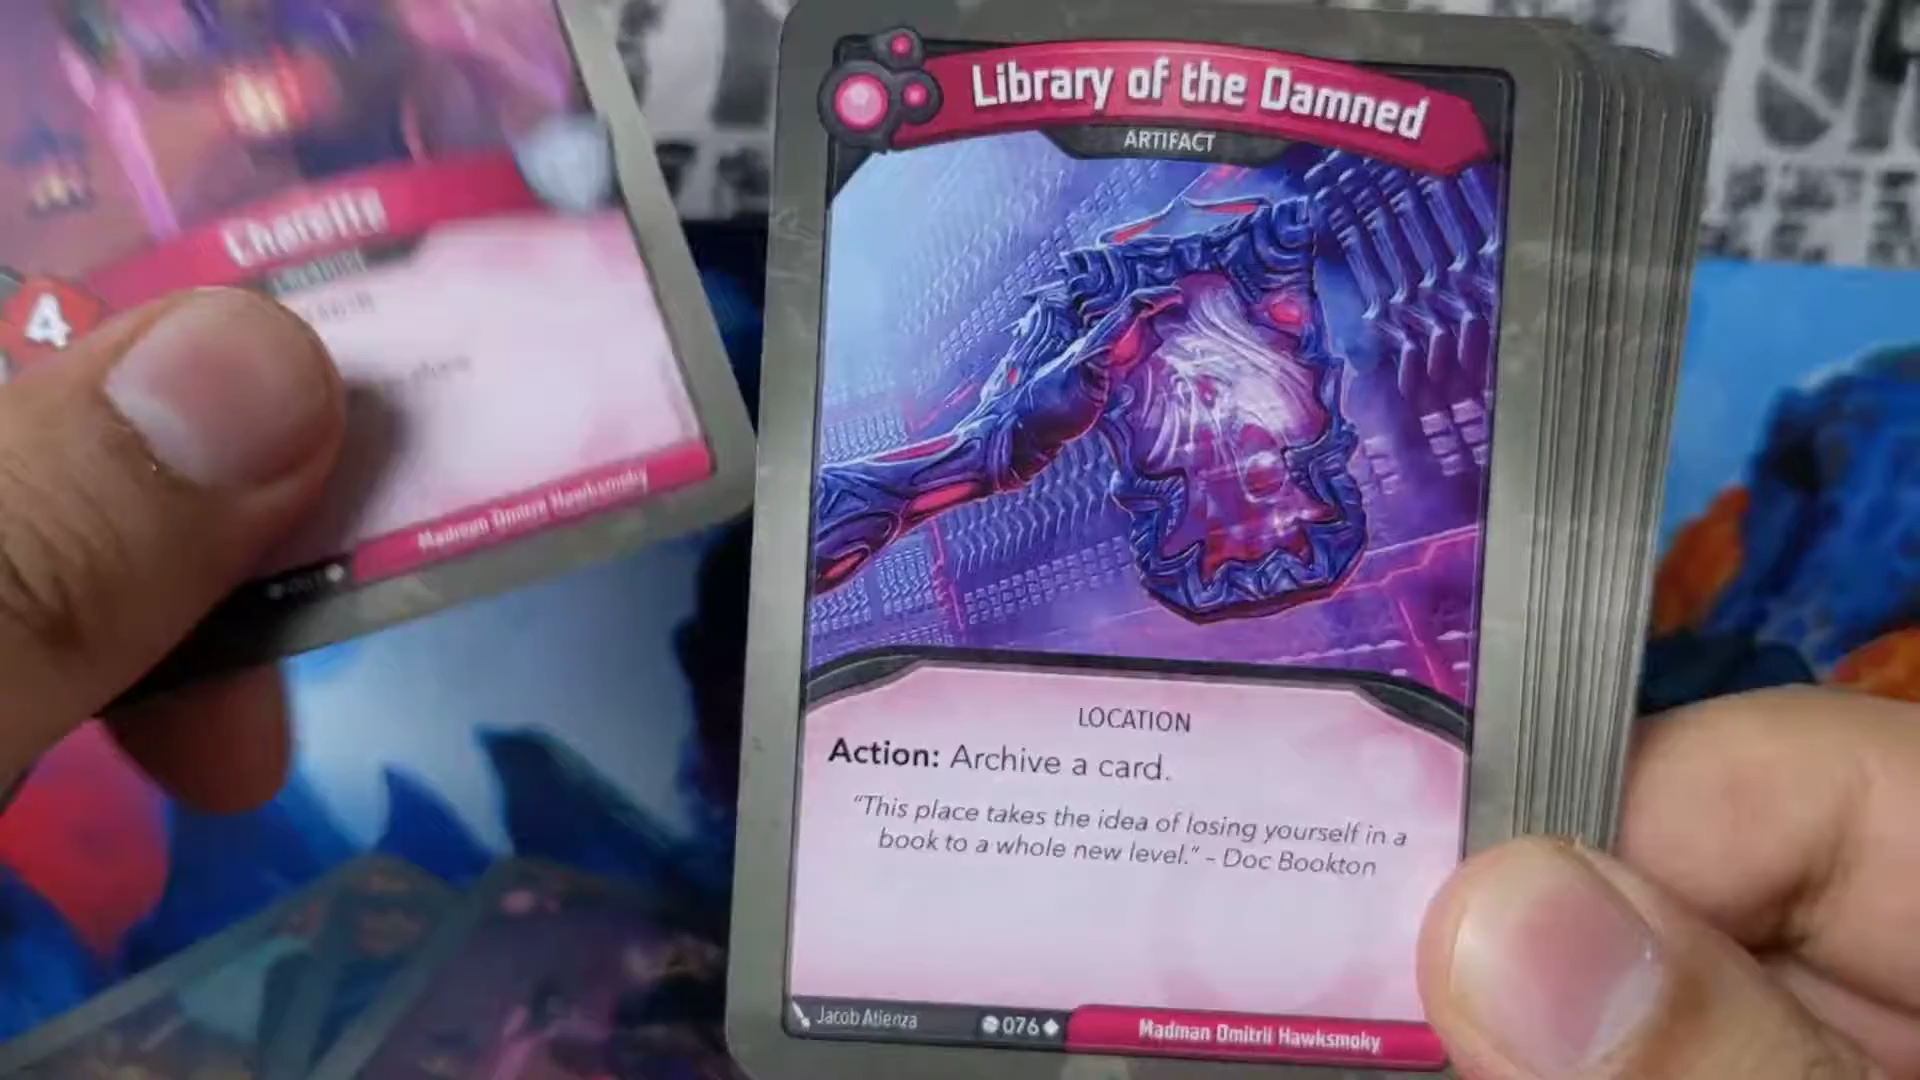 Library of the Damned
ARTIFACT
LOCATION
Action: Archive a card.
"This place takes the idea of losing yourself in a
book to a whole new level." – Doc Bookton
Jacob Atienza
076
Madman Dmitrii Hawksmoky
Charette
4
Madman Dmitrii Hawksmoky